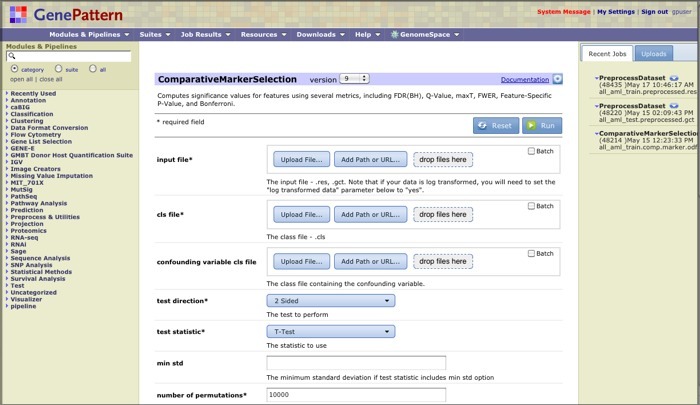 GenePattern
System Message | My Settings | Sign out gpuser
Modules & Pipelines Suites Job Results Resources Downloads Help GenomeSpace
Modules & Pipelines
category suite all
open all | close all
Recently Used
Annotation
caBIG
Classification
Clustering
Data Format Conversion
Flow Cytometry
Gene List Selection
GENE-E
GMBT Donor Host Quantification Suite
IGV
Image Creators
Missing Value Imputation
MIT_701X
MutSig
PathSeq
Pathway Analysis
Prediction
Preprocess & Utilities
Projection
Proteomics
RNA-seq
RNAi
Sage
Sequence Analysis
SNP Analysis
Statistical Methods
Survival Analysis
Test
Uncategorized
Visualizer
pipeline
ComparativeMarkerSelection version 9 Documentation
Computes significance values for features using several metrics, including FDR(BH), Q-Value, maxT, FWER, Feature-Specific
P-Value, and Bonferroni.
* required field
Reset Run
input file* Upload File... Add Path or URL... drop files here Batch
The input file - .res, .gct. Note that if your data is log transformed, you will need to set the
"log transformed data" parameter below to "yes".
cls file* Upload File... Add Path or URL... drop files here Batch
The class file - .cls
confounding variable cls file Upload File... Add Path or URL... drop files here Batch
The class file containing the confounding variable.
test direction* 2 Sided
The test to perform
test statistic* T-Test
The statistic to use
min std
The minimum standard deviation if test statistic includes min std option
number of permutations* 10000
Recent Jobs Uploads
PreprocessDataset
(48435 )May 17 10:46:17 AM
all_aml_train.preprocessed.res
PreprocessDataset
(48220 )May 15 02:09:43 PM
all_aml_test.preprocessed.gct
ComparativeMarkerSelection
(48214 )May 15 12:23:33 PM
all_aml_train.comp.marker.odf